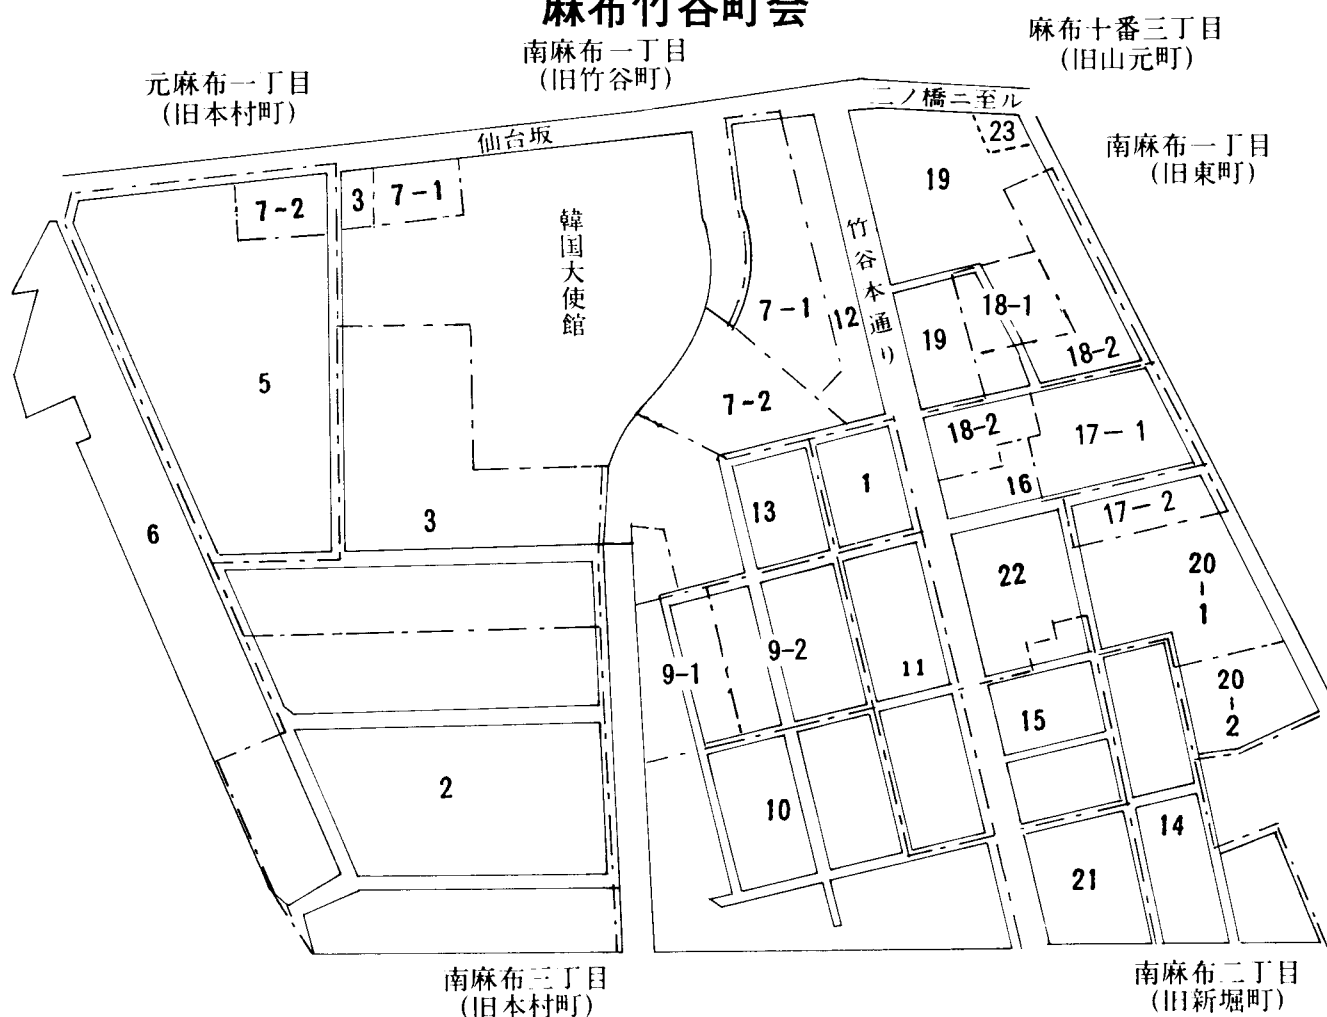 麻布竹谷町会
南麻布一丁目
(旧竹谷町)
麻布十番三丁目
(旧山元町)
元麻布一丁目
(旧本村町)
仙台坂
二ノ橋ニ至ル
23
南麻布一丁目
(旧東町)
7~2
3
7-1
19
韓国大使館
竹谷本通り
7-1
12
18-1
19
18-2
5
7~2
18-2
17-1
16
13
1
17-2
6
3
22
20-1
9-1
9-2
11
20-2
15
2
10
14
21
南麻布三丁目
(旧本村町)
南麻布二丁目
(旧新堀町)